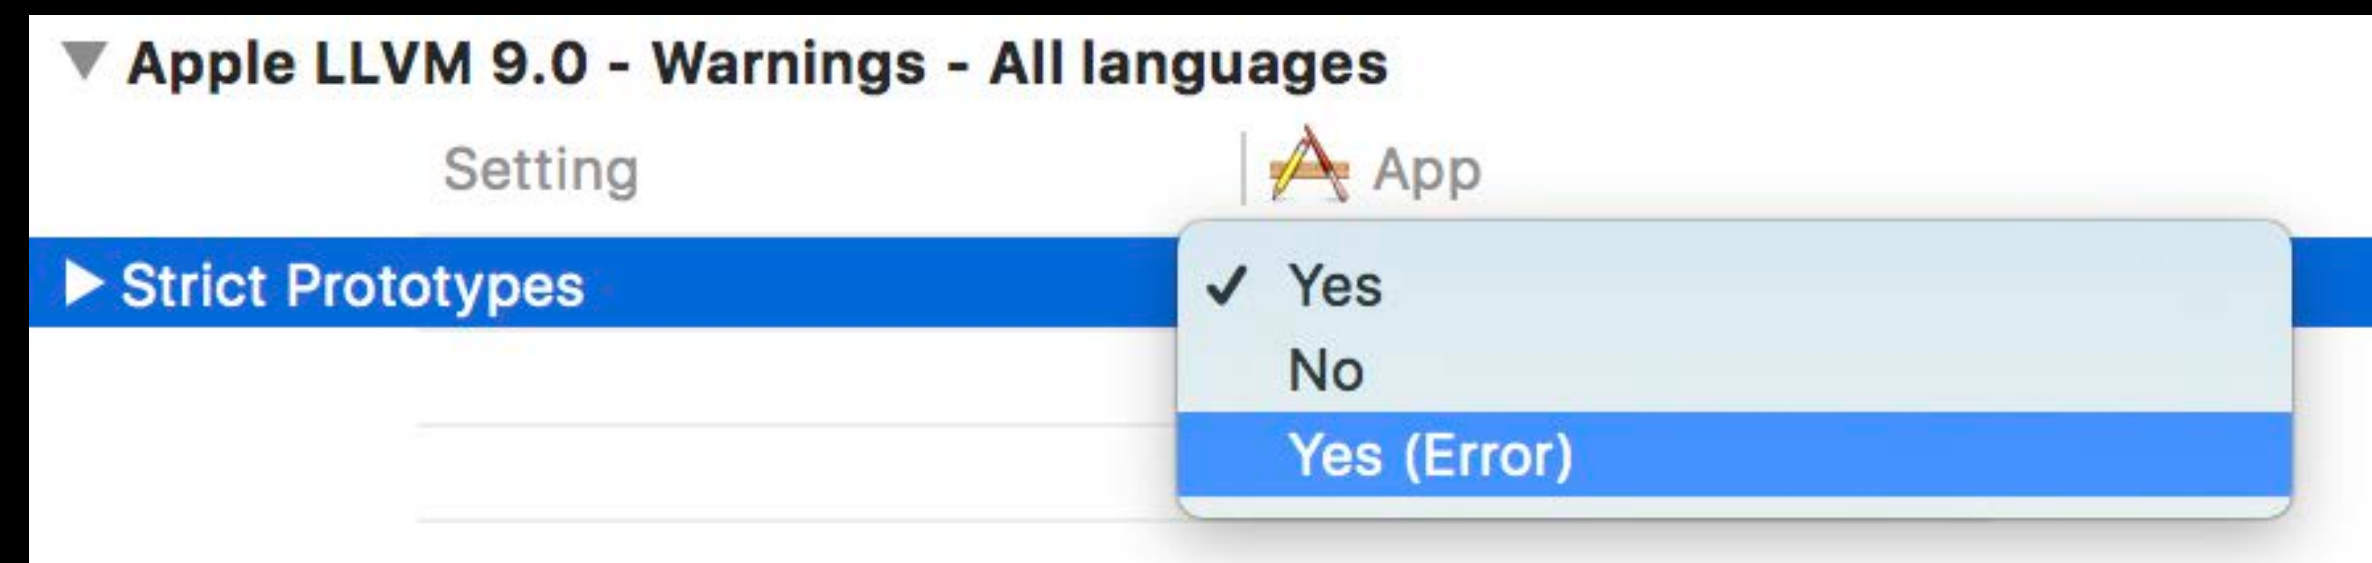 Apple LLVM 9.0 - Warnings - All languages
Setting App
Strict Prototypes Yes
No
Yes (Error)